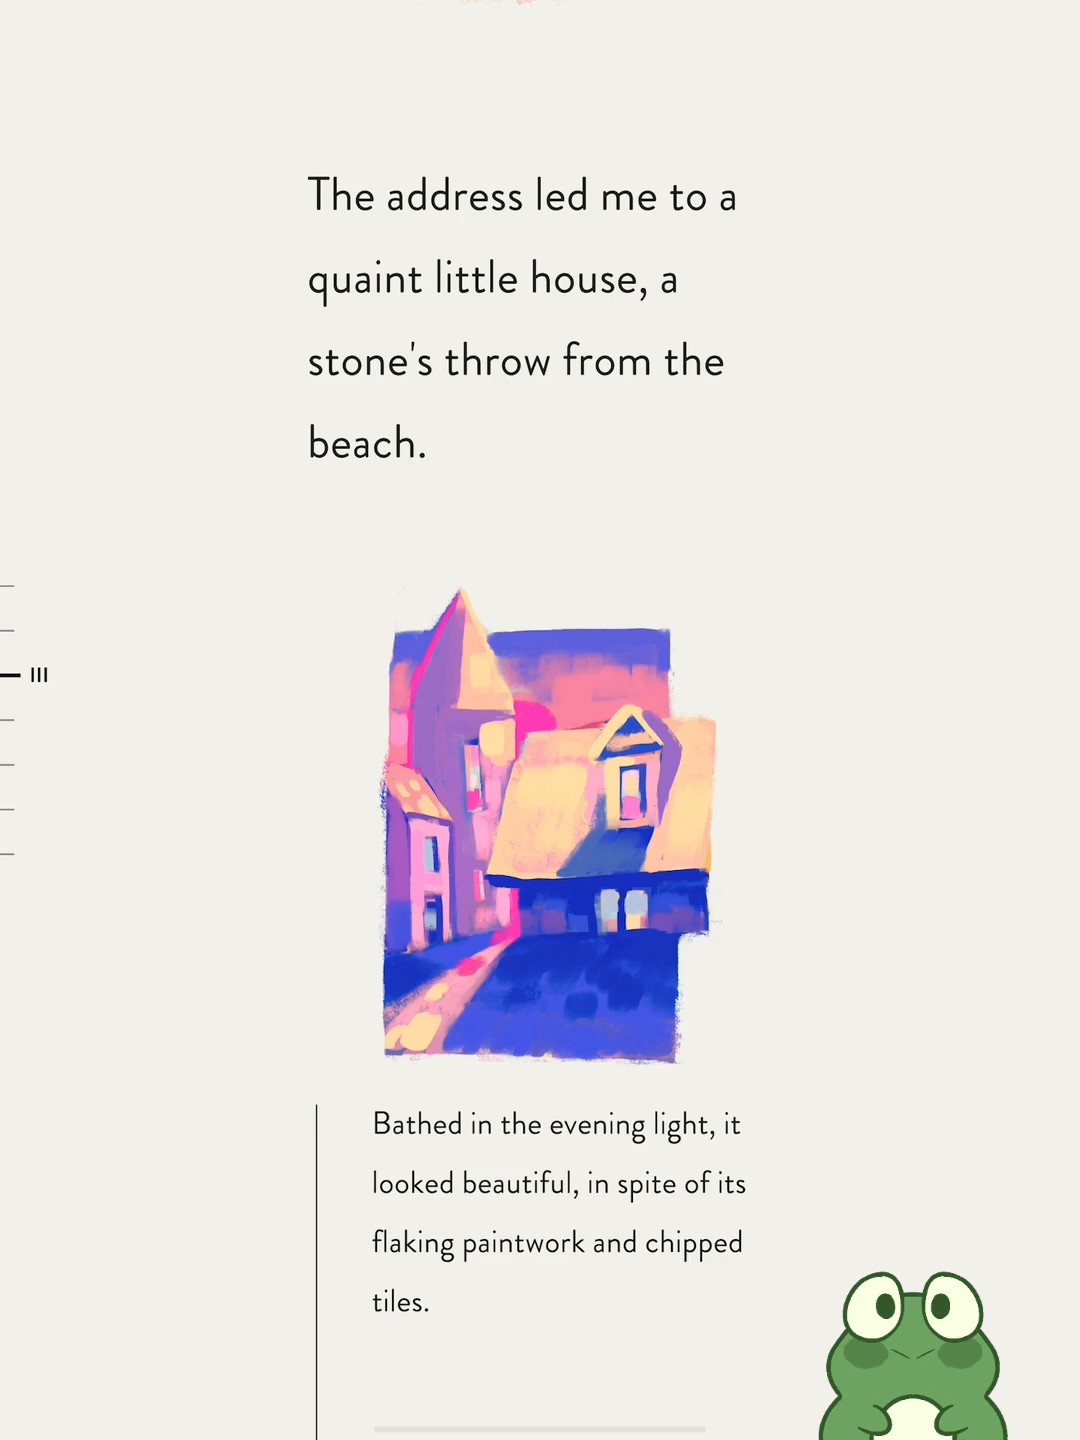 The address led me to a
quaint little house, a
stone's throw from the
beach.
III
Bathed in the evening light, it
looked beautiful, in spite of its
flaking paintwork and chipped
tiles.